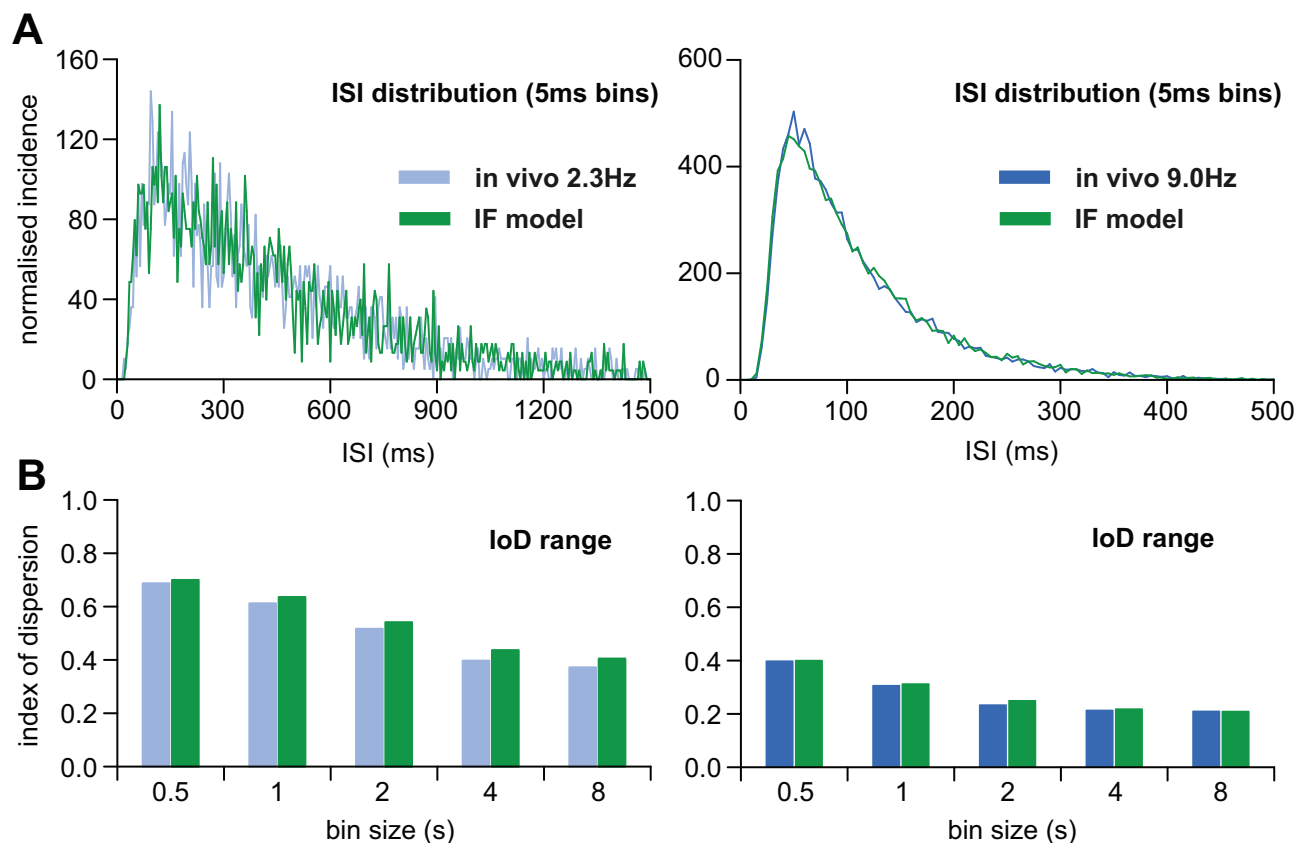 A
160
120
80
40
0
normalised incidence
ISI distribution (5ms bins)
in vivo 2.3Hz
IF model
0 300 600 900 1200 1500
ISI (ms)
600
400
200
0
ISI distribution (5ms bins)
in vivo 9.0Hz
IF model
0 100 200 300 400 500
ISI (ms)
B
1.0
0.8
0.6
0.4
0.2
0.0
index of dispersion
IoD range
0.5 1 2 4 8
bin size (s)
1.0
0.8
0.6
0.4
0.2
0.0
IoD range
0.5 1 2 4 8
bin size (s)